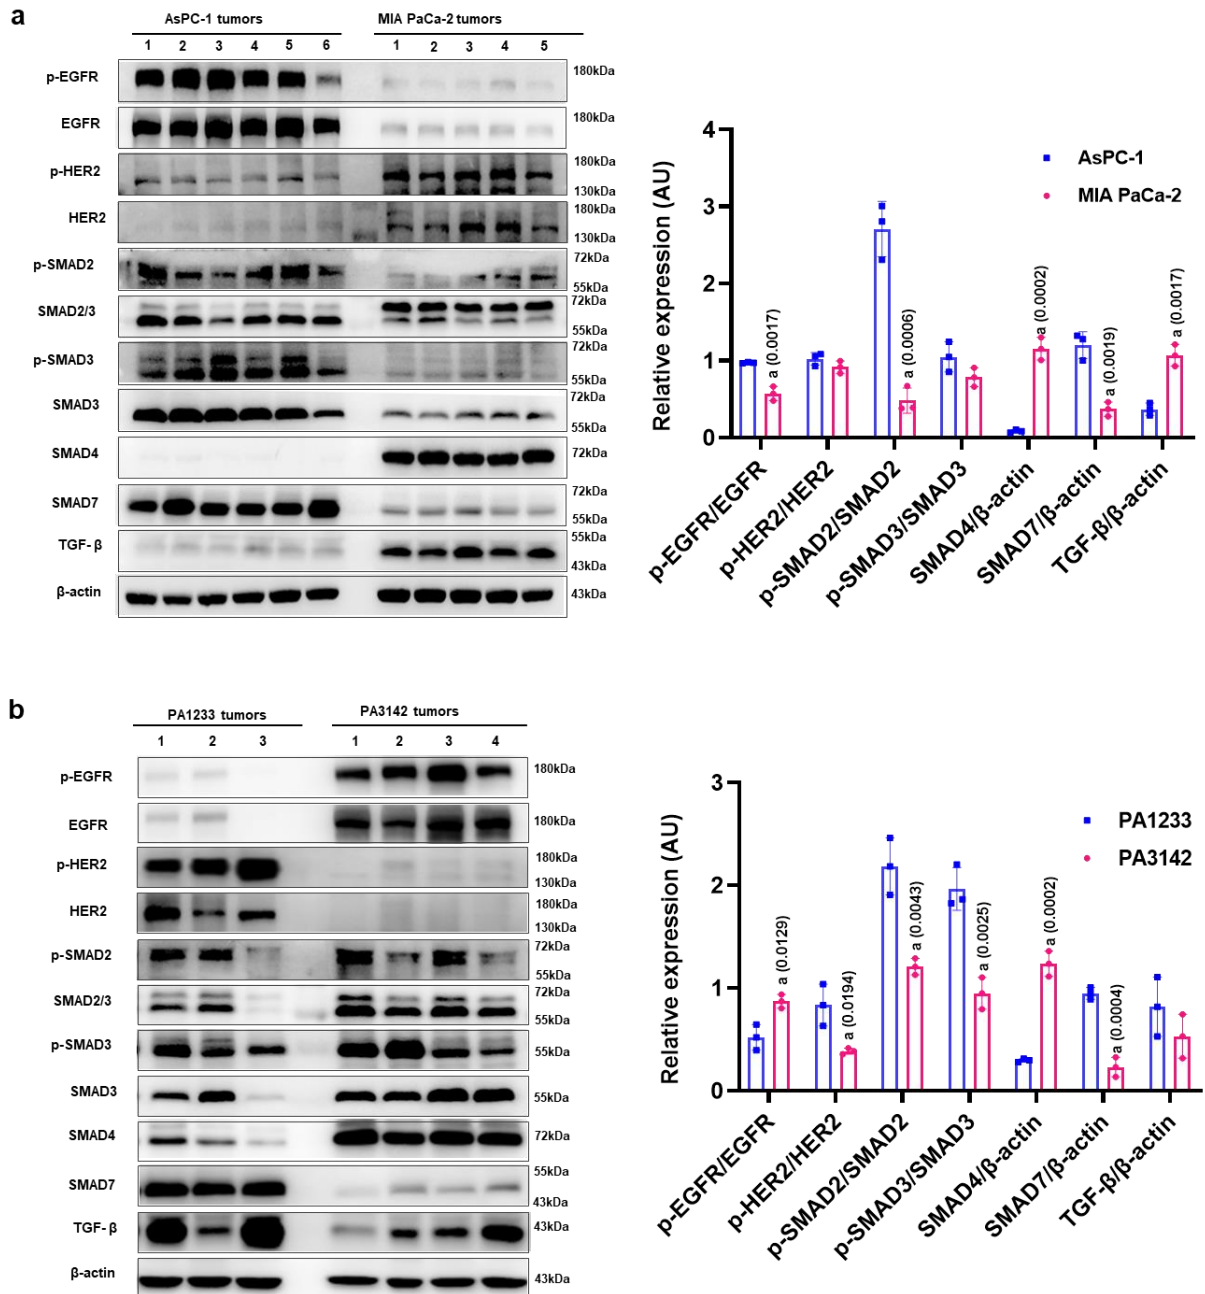 a
AsPC-1 tumors
MIA PaCa-2 tumors
1 2 3 4 5 6 1 2 3 4 5
p-EGFR 180kDa
EGFR 180kDa
p-HER2 180kDa
130kDa
HER2 180kDa
130kDa
p-SMAD2 72kDa
55kDa
SMAD2/3 72kDa
55kDa
p-SMAD3 72kDa
55kDa
SMAD3 72kDa
55kDa
SMAD4 72kDa
SMAD7 72kDa
55kDa
TGF-β 55kDa
43kDa
β-actin 43kDa
Relative expression (AU)
4
3
2
1
0
AsPC-1
MIA PaCa-2
a (0.0017)
a (0.0006)
a (0.0002)
a (0.0019)
a (0.0017)
p-EGFR/EGFR
p-HER2/HER2
p-SMAD2/SMAD2
p-SMAD3/SMAD3
SMAD4/β-actin
SMAD7/β-actin
TGF-β/β-actin
b
PA1233 tumors
PA3142 tumors
1 2 3 1 2 3 4
p-EGFR 180kDa
EGFR 180kDa
p-HER2 180kDa
130kDa
HER2 180kDa
130kDa
p-SMAD2 72kDa
55kDa
SMAD2/3 72kDa
55kDa
p-SMAD3 55kDa
SMAD3 55kDa
SMAD4 72kDa
SMAD7 55kDa
43kDa
TGF-β 43kDa
β-actin 43kDa
Relative expression (AU)
3
2
1
0
PA1233
PA3142
a (0.0129)
a (0.0194)
a (0.0043)
a (0.0025)
a (0.0002)
a (0.0004)
p-EGFR/EGFR
p-HER2/HER2
p-SMAD2/SMAD2
p-SMAD3/SMAD3
SMAD4/β-actin
SMAD7/β-actin
TGF-β/β-actin